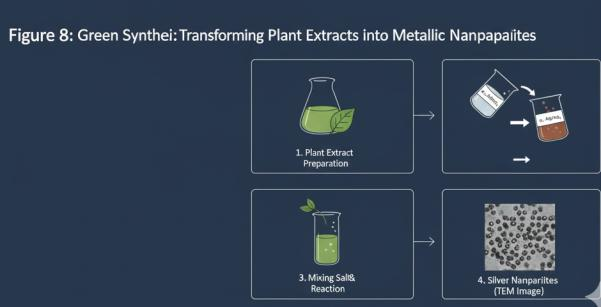 Figure 8: Green Synthei: Transforming Plant Extracts into Metallic Nanpapaiites
1. Plant Extract
Preparation
3. Mixing Salt&
Reaction
4. Silver Nanpariites
(TEM Image)